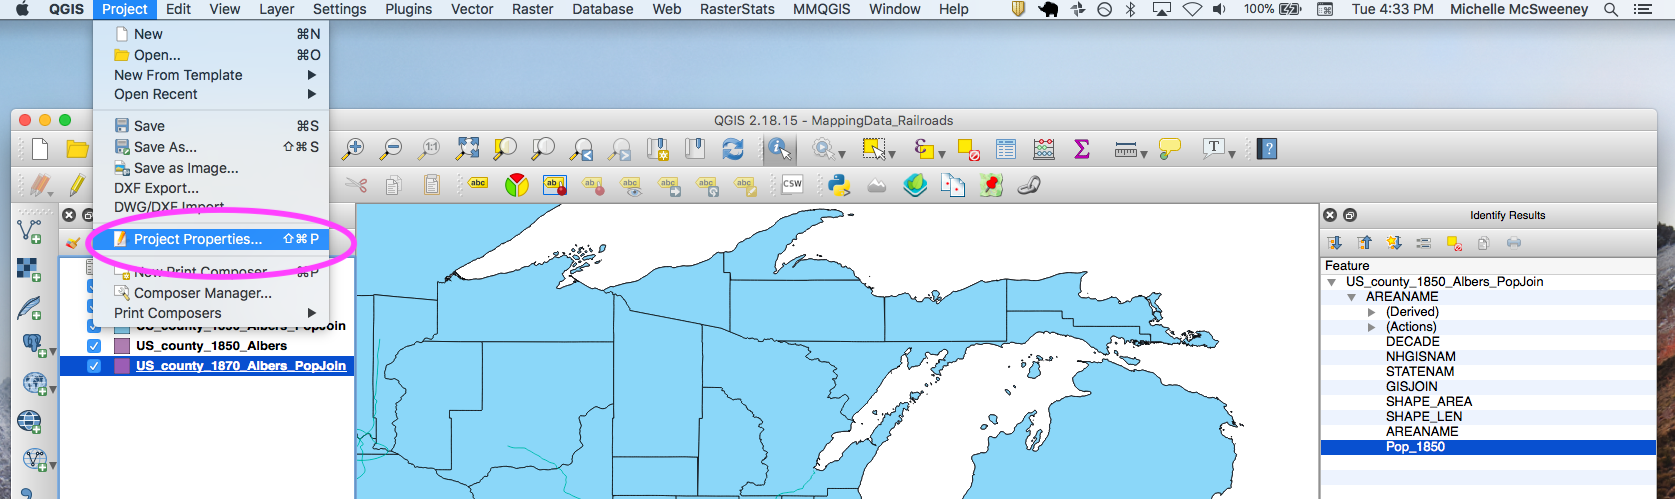 QGIS Project Edit View Layer Settings Plugins Vector Raster Database Web RasterStats MMQGIS Window Help 100% Tue 4:33 PM Michelle McSweeney
New ⌘N
Open... ⌘O
New From Template ▶
Open Recent ▶
Save ⌘S
Save As... ⇧⌘S
Save as Image...
DXF Export...
DWG/DXF Import
Project Properties... ⇧⌘P
New Print Composer ⌘P
Composer Manager...
Print Composers ▶
QGIS 2.18.15 - MappingData_Railroads
1:1
ε
Σ
T
?
abc
ab
abc
abc
abc
abc
CSW
US_county_1850_Albers_PopJoin
US_county_1850_Albers
US_county_1870_Albers_PopJoin
Identify Results
Feature
US_county_1850_Albers_PopJoin
AREANAME
(Derived)
(Actions)
DECADE
NHGISNAM
STATENAM
GISJOIN
SHAPE_AREA
SHAPE_LEN
AREANAME
Pop_1850